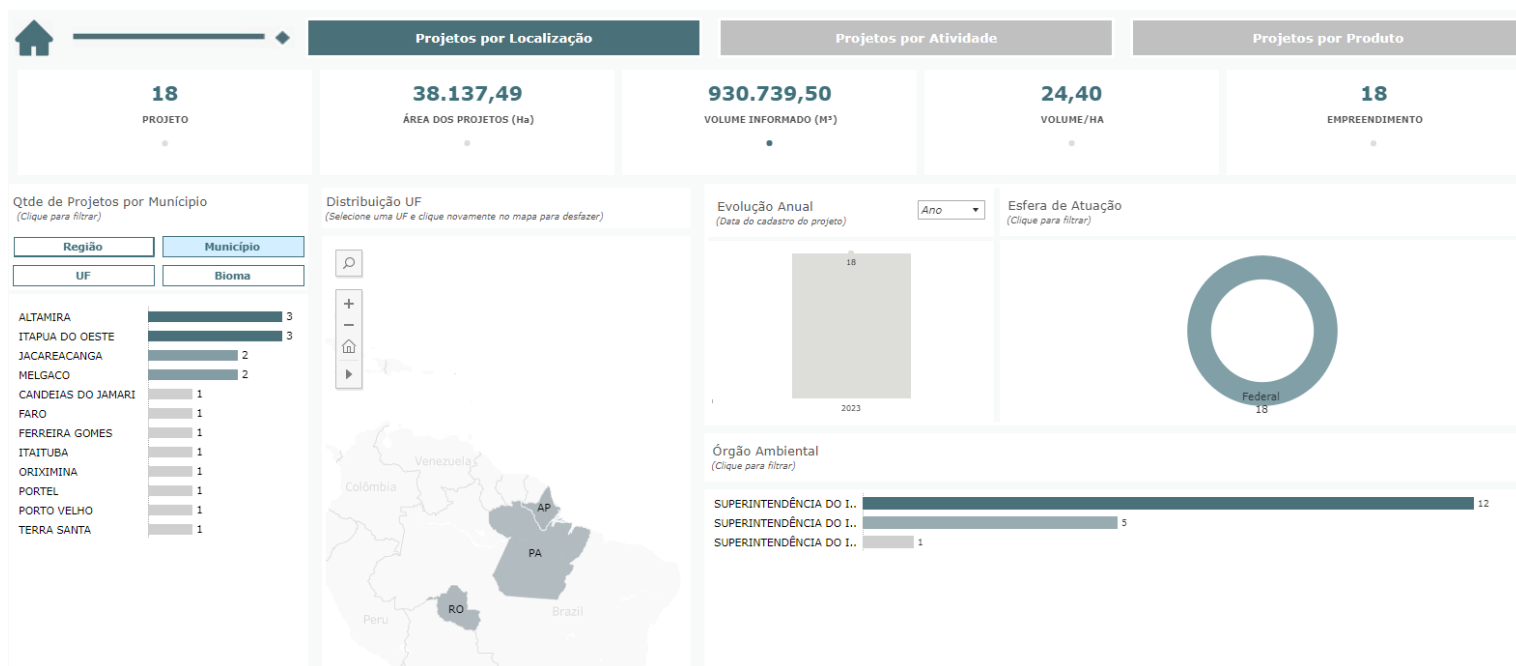 Projetos por Localização
Projetos por Atividade
Projetos por Produto
18
PROJETO
38.137,49
ÁREA DOS PROJETOS (Ha)
930.739,50
VOLUME INFORMADO (M³)
24,40
VOLUME/HA
18
EMPREENDIMENTO
Qtde de Projetos por Munícipio
(Clique para filtrar)
Região
Município
UF
Bioma
ALTAMIRA 3
ITAPUA DO OESTE 3
JACAREACANGA 2
MELGACO 2
CANDEIAS DO JAMARI 1
FARO 1
FERREIRA GOMES 1
ITAITUBA 1
ORIXIMINA 1
PORTEL 1
PORTO VELHO 1
TERRA SANTA 1
Distribuição UF
(Selecione uma UF e clique novamente no mapa para desfazer)
Venezuela
Colômbia
AP
PA
RO
Brazil
Peru
Evolução Anual
(Data do cadastro do projeto)
Ano
18
2023
Esfera de Atuação
(Clique para filtrar)
Federal
18
Órgão Ambiental
(Clique para filtrar)
SUPERINTENDÊNCIA DO I.. 12
SUPERINTENDÊNCIA DO I.. 5
SUPERINTENDÊNCIA DO I.. 1